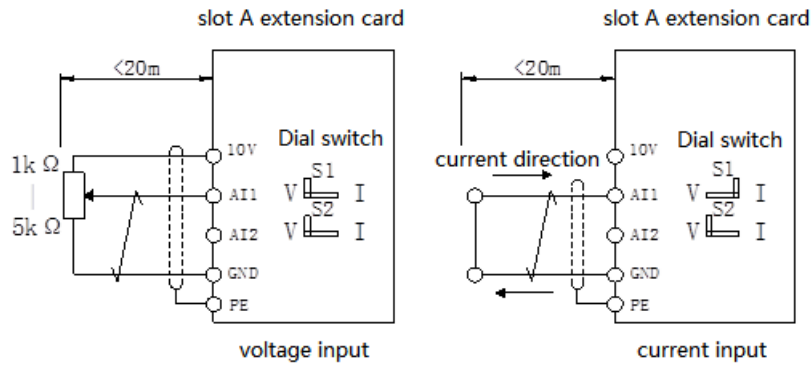 slot A extension card
<20m
10V
1k Ω
5k Ω
Dial switch
S1
AI1 V I
S2
AI2 V I
GND
PE
voltage input
slot A extension card
<20m
10V
current direction
Dial switch
S1
AI1 V I
S2
AI2 V I
GND
PE
current input